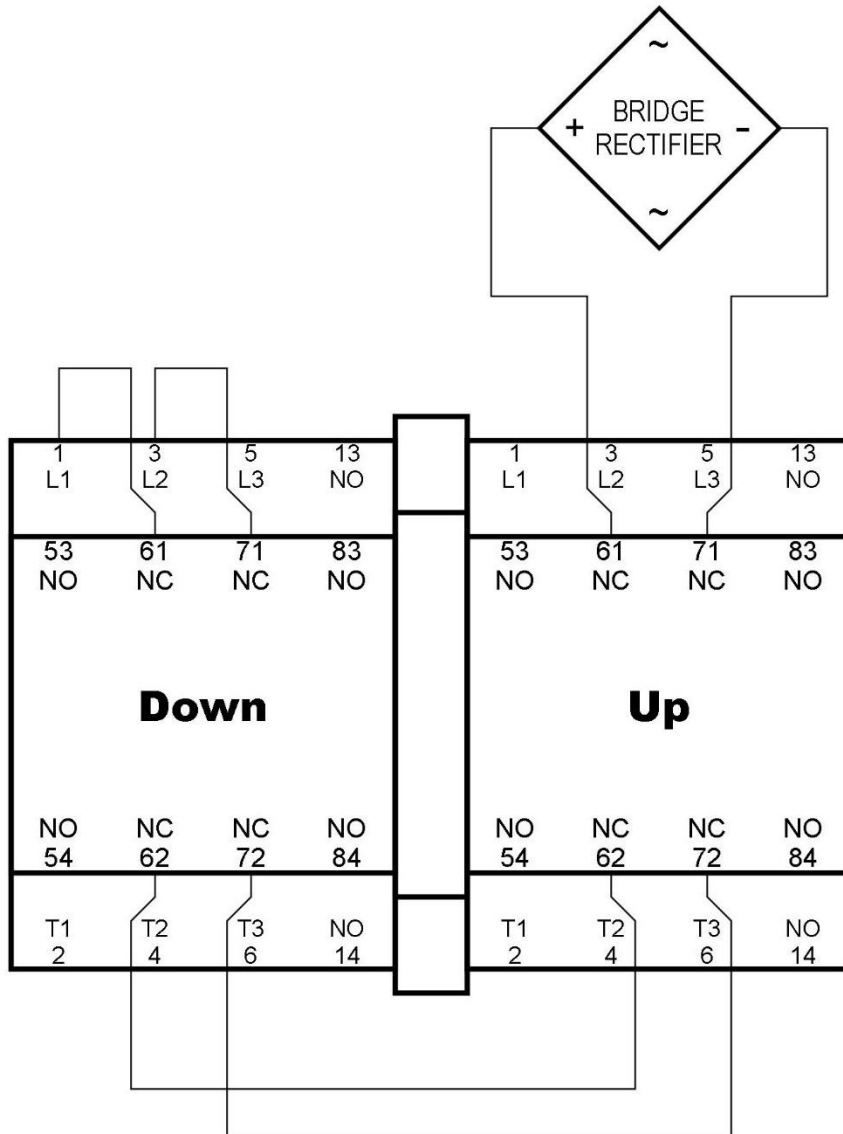 ~
BRIDGE
+ RECTIFIER -
~
1 3 5 13
L1 L2 L3 NO
53 61 71 83
NO NC NC NO
Down
NO NC NC NO
54 62 72 84
T1 T2 T3 NO
2 4 6 14
1 3 5 13
L1 L2 L3 NO
53 61 71 83
NO NC NC NO
Up
NO NC NC NO
54 62 72 84
T1 T2 T3 NO
2 4 6 14